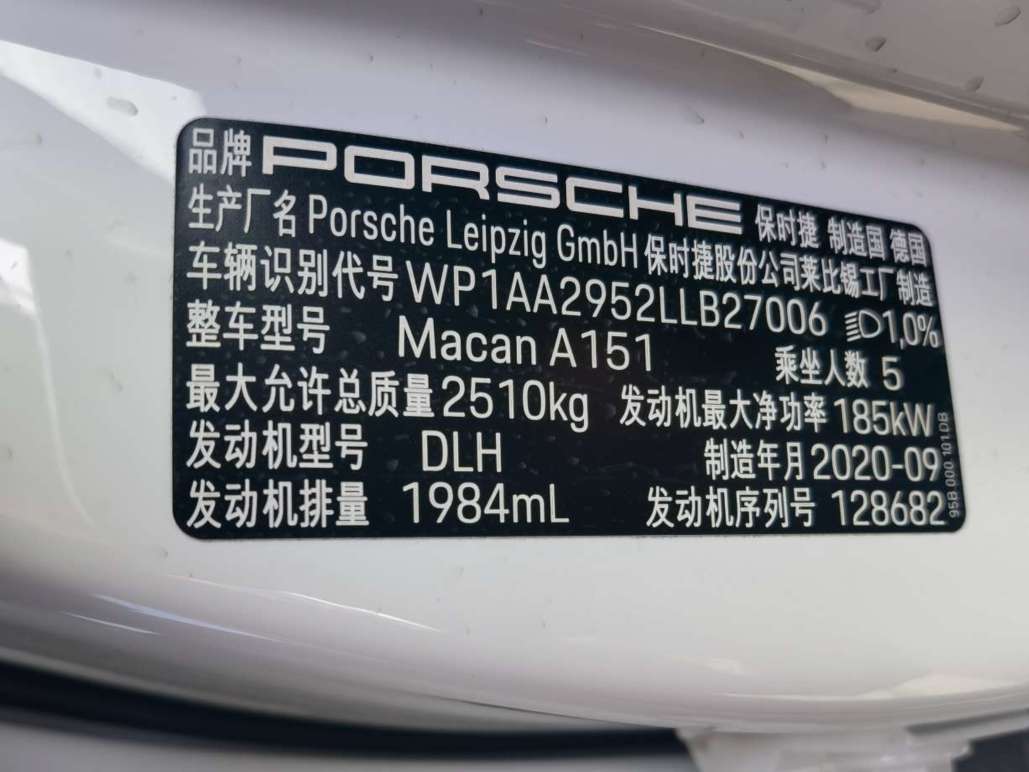 品牌 PORSCHE 保时捷 制造国 德国
生产厂名 Porsche Leipzig GmbH 保时捷股份公司莱比锡工厂制造
车辆识别代号 WP1AA2952LLB27006 1,0%
整车型号 Macan A151 乘坐人数 5
最大允许总质量 2510kg 发动机最大净功率 185kW
发动机型号 DLH 制造年月 2020-09
发动机排量 1984mL 发动机序列号 128682
95B 000 101 DB